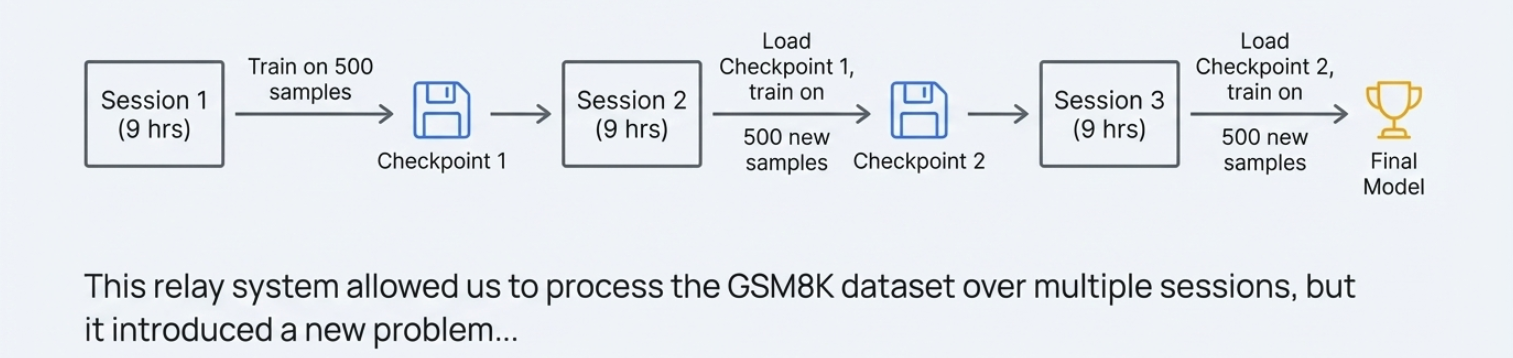 Session 1
(9 hrs)
Train on 500
samples
Checkpoint 1
Session 2
(9 hrs)
Load
Checkpoint 1,
train on
500 new
samples
Checkpoint 2
Session 3
(9 hrs)
Load
Checkpoint 2,
train on
500 new
samples
Final
Model
This relay system allowed us to process the GSM8K dataset over multiple sessions, but
it introduced a new problem...